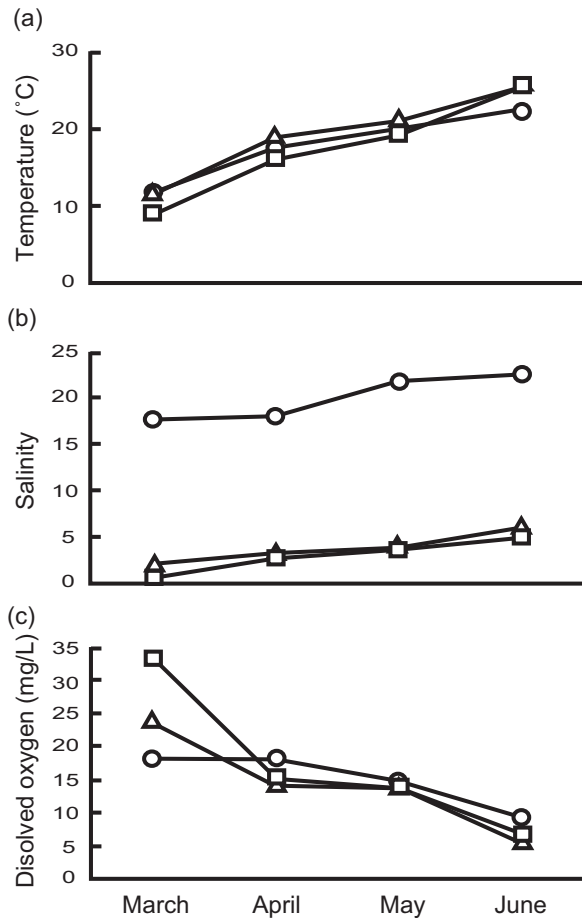 (a)
Temperature (˚C)
30
20
10
0
(b)
Salinity
25
20
15
10
5
0
(c)
Disolved oxygen (mg/L)
35
30
25
20
15
10
5
0
March April May June